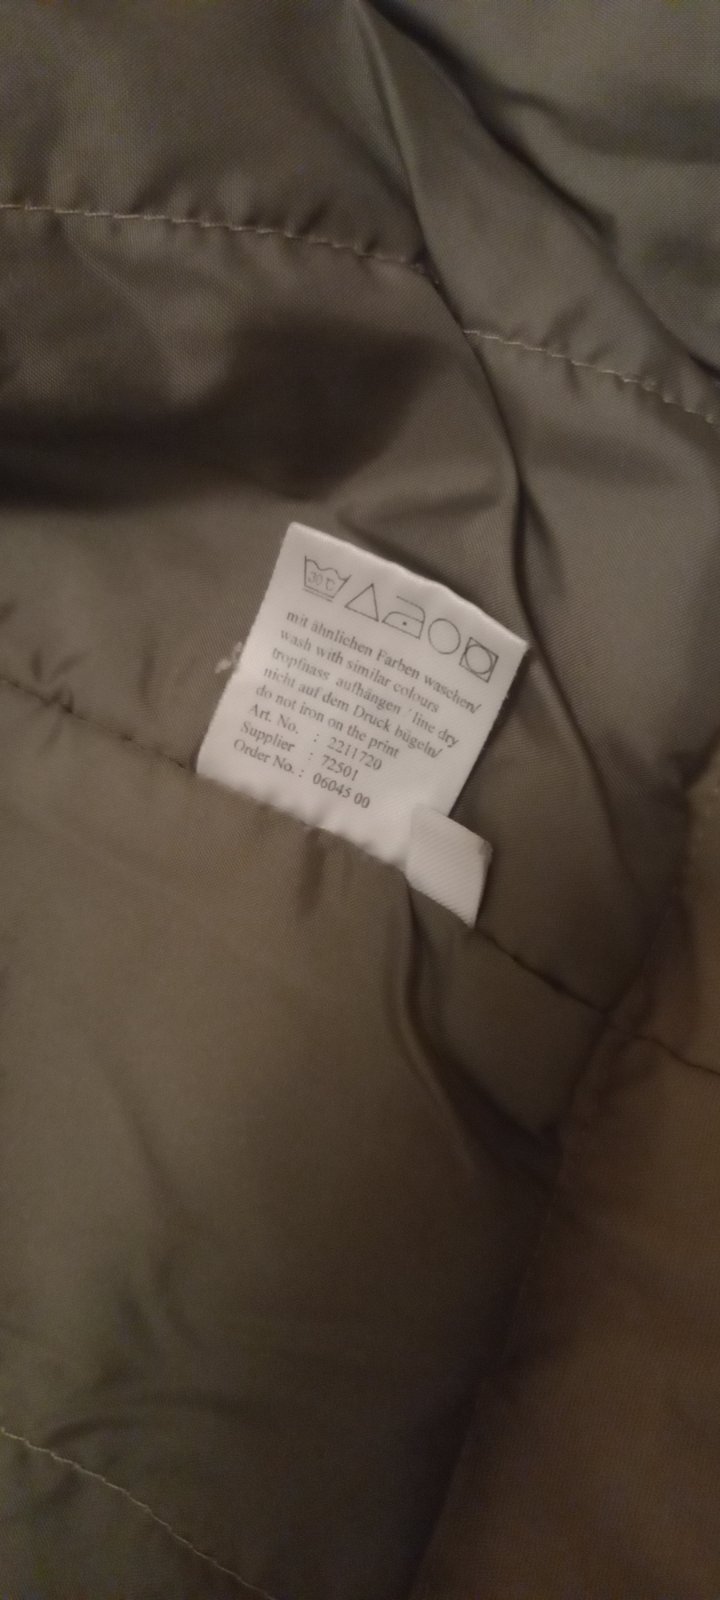 30°C
mit ähnlichen Farben waschen/
wash with similar colours
tropfnass aufhängen / line dry
nicht auf dem Druck bügeln/
do not iron on the print
Art. No. : 2211720
Supplier : 72501
Order No. : 06045 00